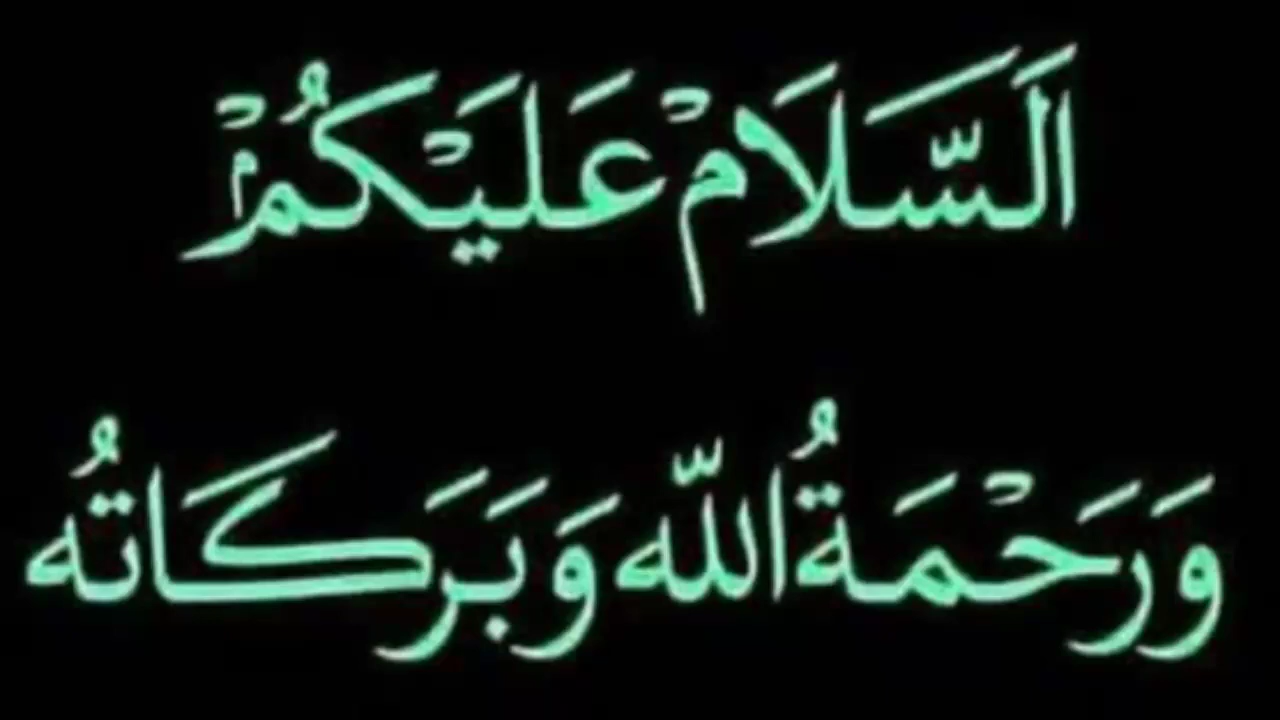 اَلسَّلَامْ عَلَيْكُمْ
وَرَحْمَةُ اللّه وَبَرَكَاتُه